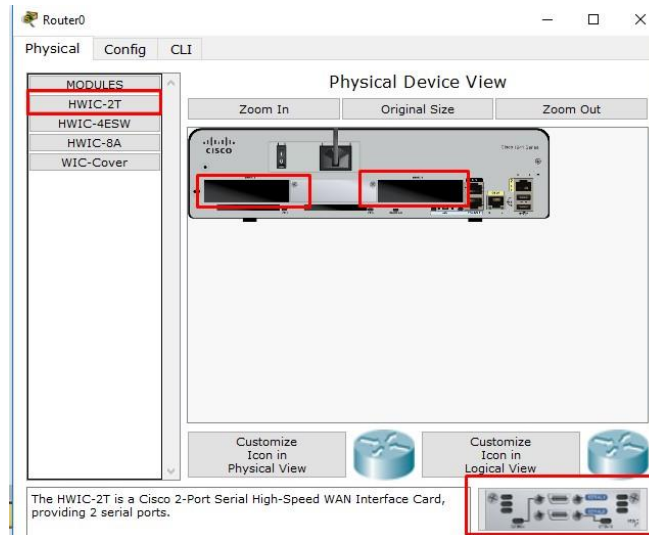 Router0
Physical Config CLI
MODULES
HWIC-2T
HWIC-4ESW
HWIC-8A
WIC-Cover
Physical Device View
Zoom In Original Size Zoom Out
CISCO
Customize
Icon in
Physical View
Customize
Icon in
Logical View
The HWIC-2T is a Cisco 2-Port Serial High-Speed WAN Interface Card,
providing 2 serial ports.